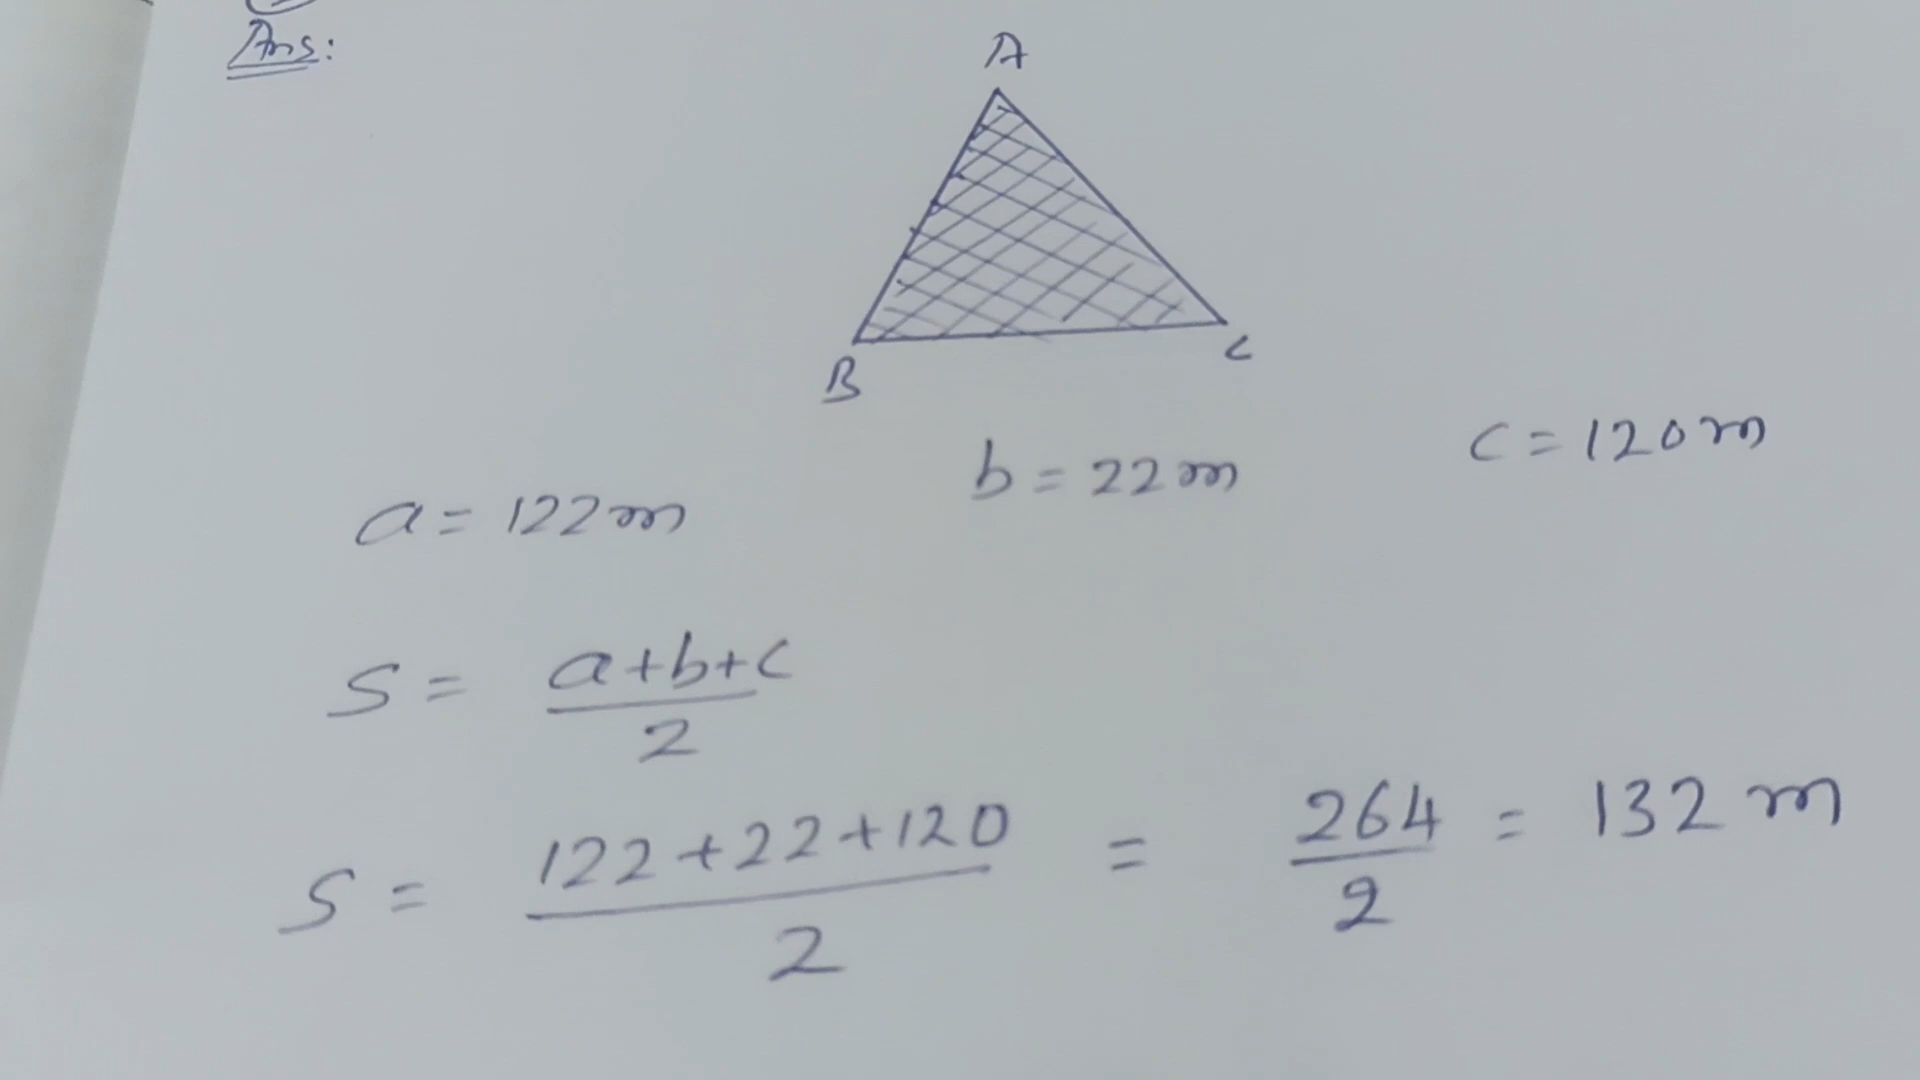 Ans:
A
B
C
a = 122m b = 22m c = 120m
S = a+b+c / 2
S = 122+22+120 / 2 = 264 / 2 = 132 m